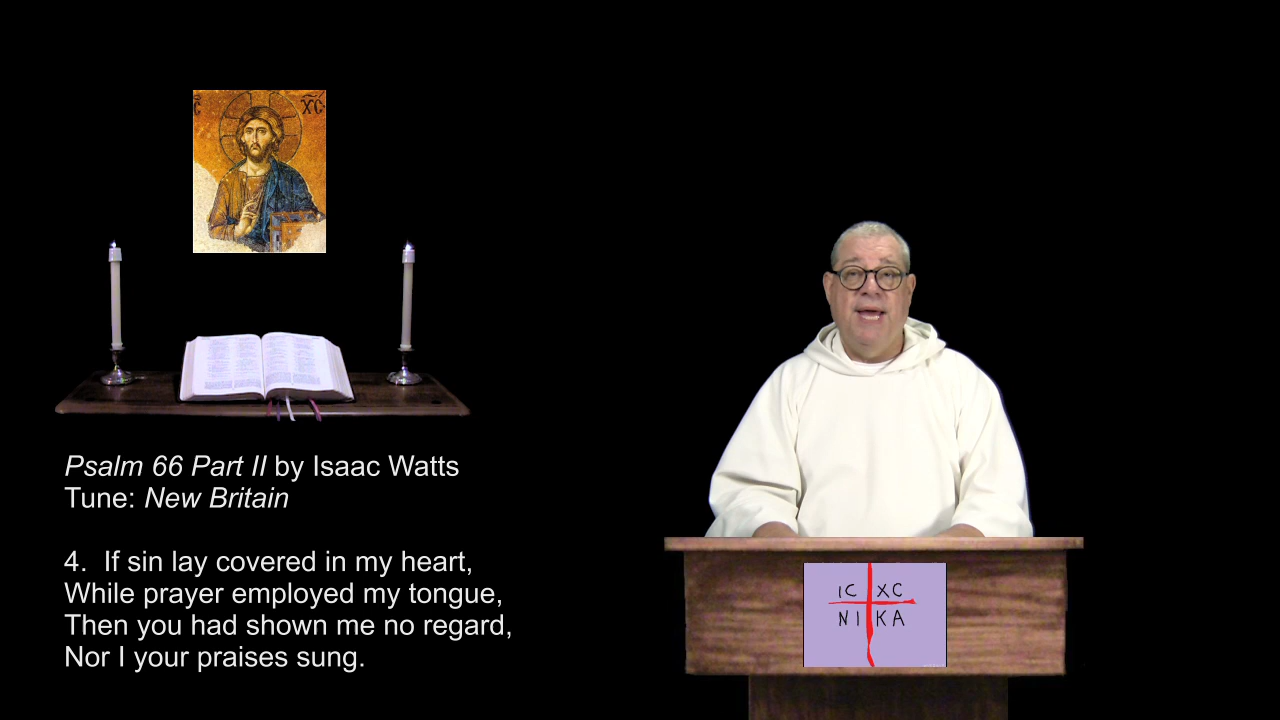 XC
Psalm 66 Part II by Isaac Watts
Tune: New Britain
4. If sin lay covered in my heart,
While prayer employed my tongue,
Then you had shown me no regard,
Nor I your praises sung.
IC XC
NI KA